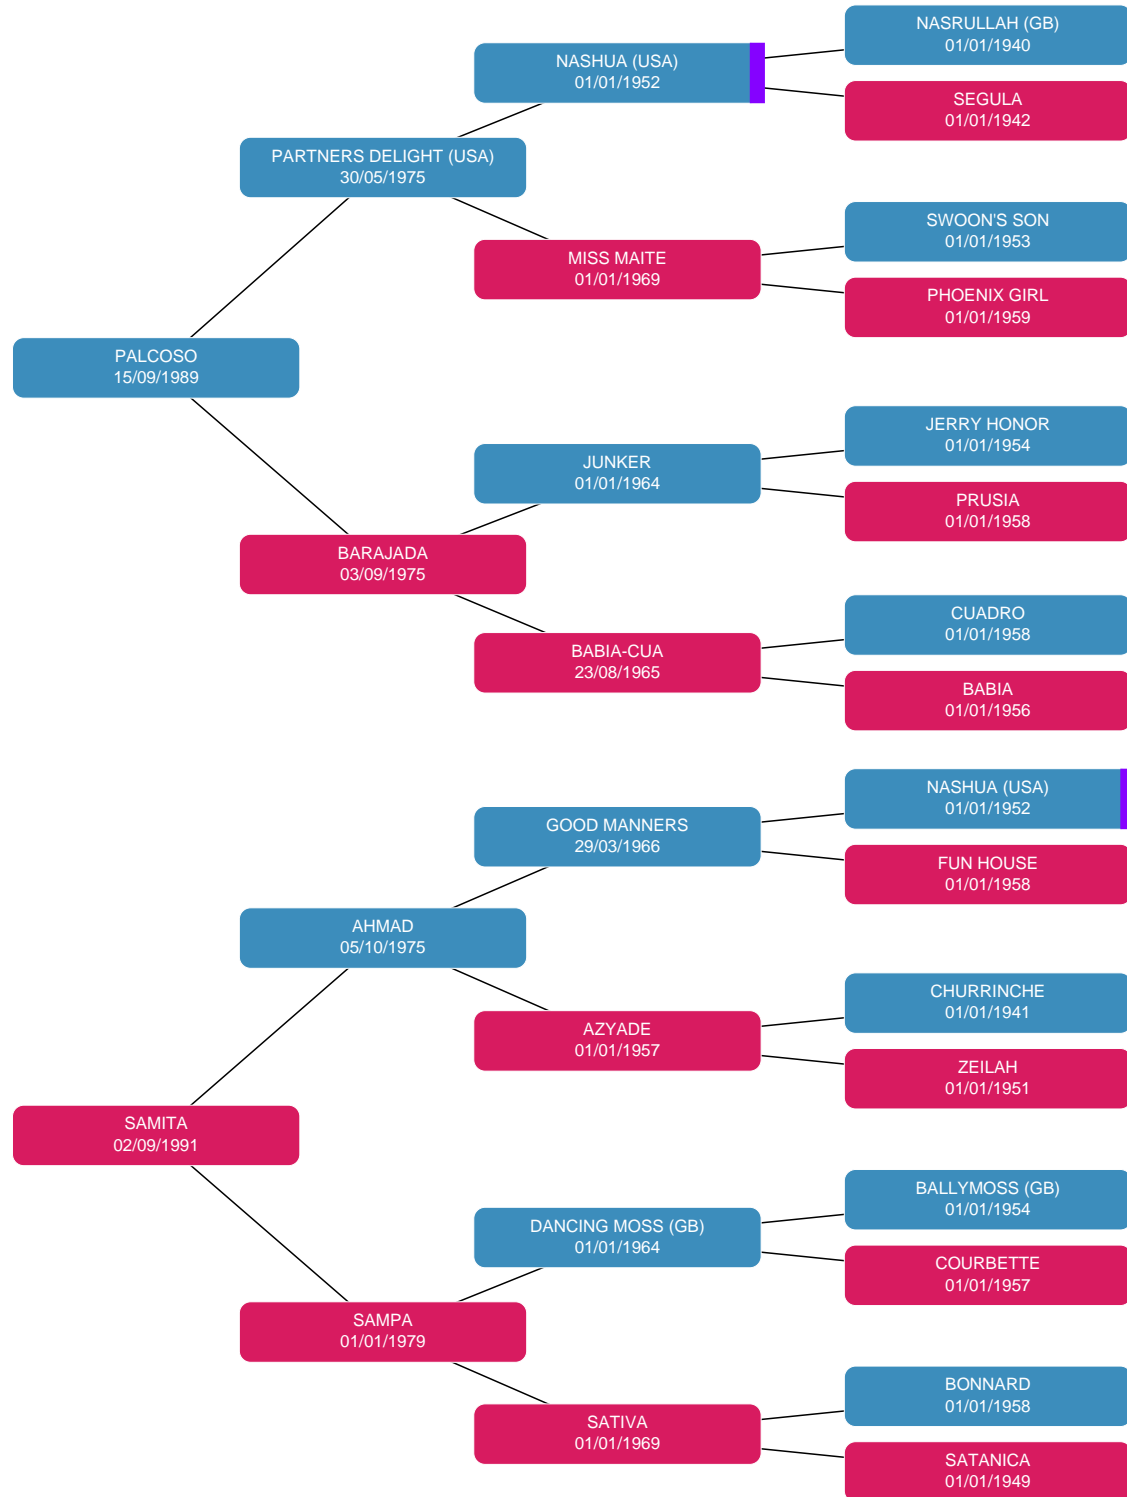 NASRULLAH (GB)
01/01/1940
NASHUA (USA)
01/01/1952
SEGULA
01/01/1942
PARTNERS DELIGHT (USA)
30/05/1975
SWOON'S SON
01/01/1953
MISS MAITE
01/01/1969
PHOENIX GIRL
01/01/1959
PALCOSO
15/09/1989
JERRY HONOR
01/01/1954
JUNKER
01/01/1964
PRUSIA
01/01/1958
BARAJADA
03/09/1975
CUADRO
01/01/1958
BABIA-CUA
23/08/1965
BABIA
01/01/1956
NASHUA (USA)
01/01/1952
GOOD MANNERS
29/03/1966
FUN HOUSE
01/01/1958
AHMAD
05/10/1975
CHURRINCHE
01/01/1941
AZYADE
01/01/1957
ZEILAH
01/01/1951
SAMITA
02/09/1991
BALLYMOSS (GB)
01/01/1954
DANCING MOSS (GB)
01/01/1964
COURBETTE
01/01/1957
SAMPA
01/01/1979
BONNARD
01/01/1958
SATIVA
01/01/1969
SATANICA
01/01/1949